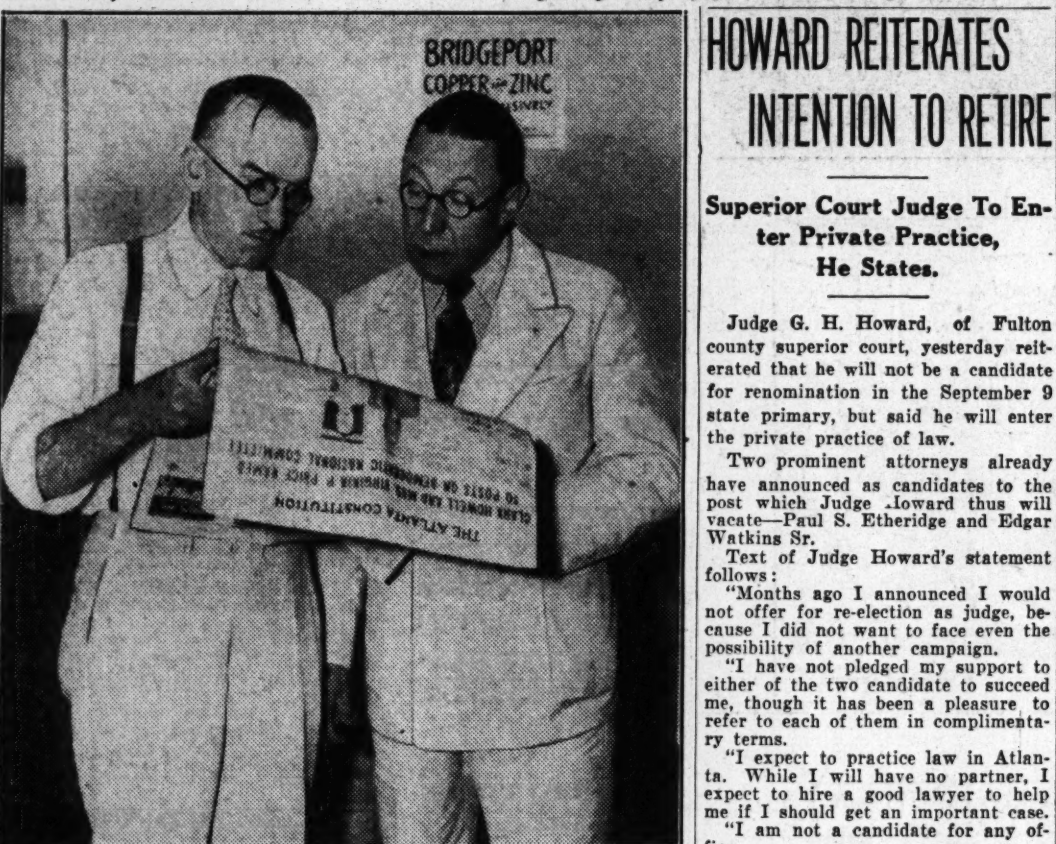 BRIDGEPORT
COPPER and ZINC
SIVELY
THE ATLANTA CONSTITUTION
CLARK HOWELL AND MRS VIRGINIA P PRICE NAMED
TO POSTS ON DEMOCRATIC NATIONAL COMMITTEE
HOWARD REITERATES
INTENTION TO RETIRE
Superior Court Judge To En-
ter Private Practice,
He States.
Judge G. H. Howard, of Fulton
county superior court, yesterday reit-
erated that he will not be a candidate
for renomination in the September 9
state primary, but said he will enter
the private practice of law.
Two prominent attorneys already
have announced as candidates to the
post which Judge Howard thus will
vacate—Paul S. Etheridge and Edgar
Watkins Sr.
Text of Judge Howard's statement
follows:
"Months ago I announced I would
not offer for re-election as judge, be-
cause I did not want to face even the
possibility of another campaign.
"I have not pledged my support to
either of the two candidate to succeed
me, though it has been a pleasure to
refer to each of them in complimenta-
ry terms.
"I expect to practice law in Atlan-
ta. While I will have no partner, I
expect to hire a good lawyer to help
me if I should get an important case.
"I am not a candidate for any of-